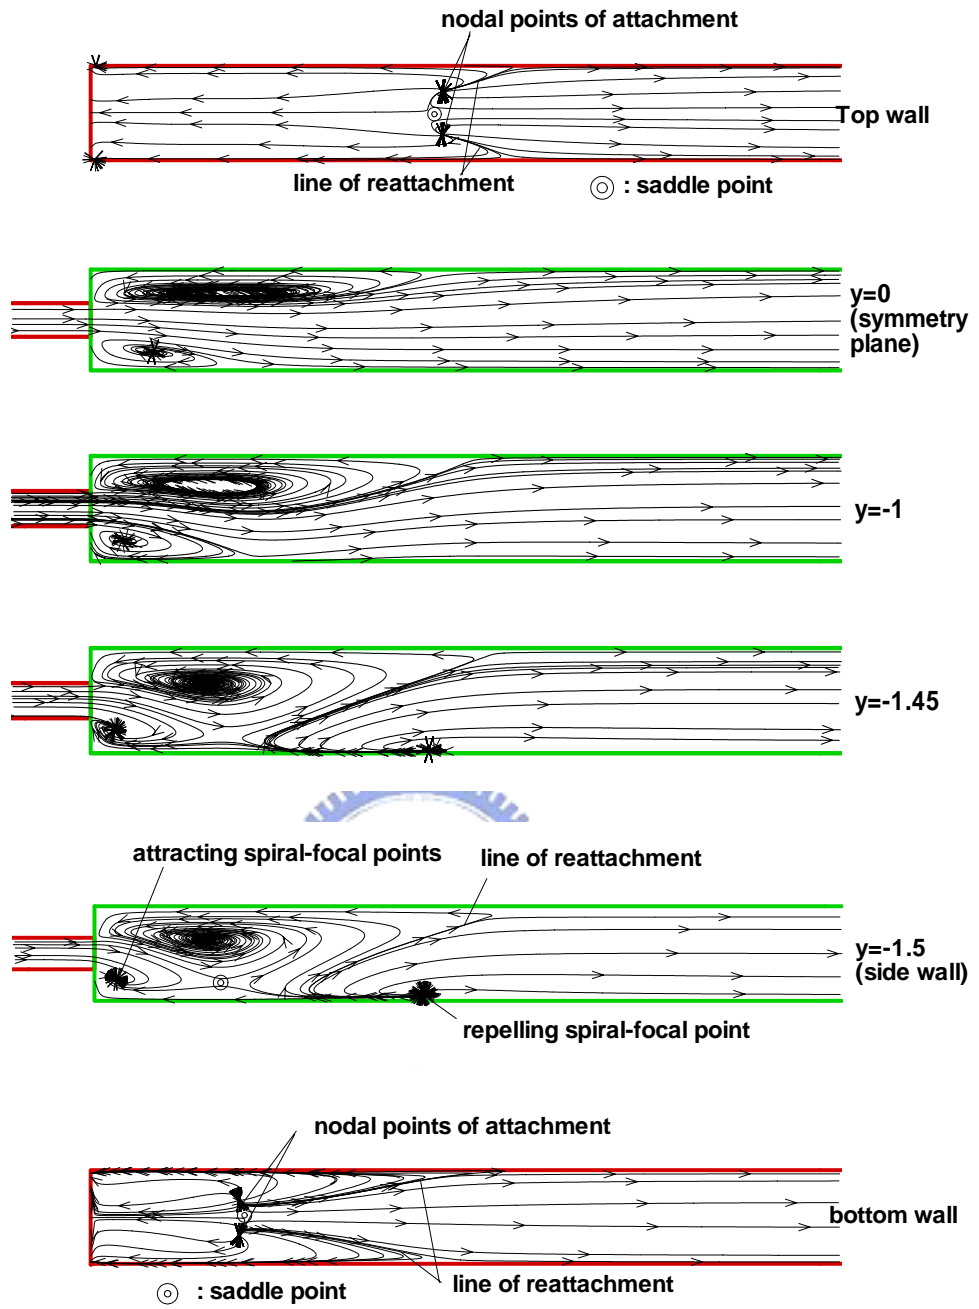 nodal points of attachment
Top wall
line of reattachment
: saddle point
y=0
(symmetry
plane)
y=-1
y=-1.45
attracting spiral-focal points
line of reattachment
y=-1.5
(side wall)
repelling spiral-focal point
nodal points of attachment
bottom wall
: saddle point
line of reattachment